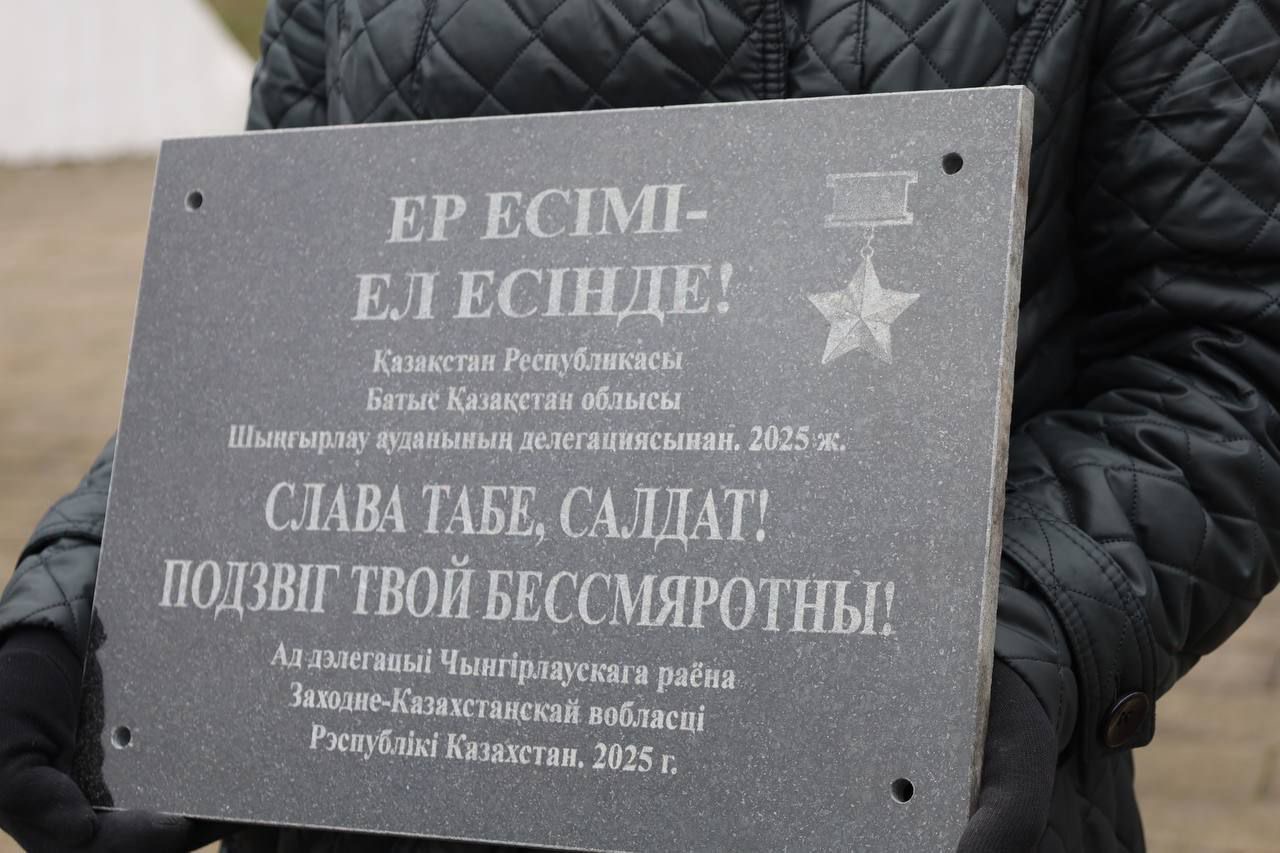 ЕР ЕСІМІ-
ЕЛ ЕСІНДЕ!
Қазақстан Республикасы
Батыс Қазақстан облысы
Шыңғырлау ауданының делегациясынан. 2025 ж.
СЛАВА ТАБЕ, САЛДАТ!
ПОДЗВІГ ТВОЙ БЕССМЯРОТНЫ!
Ад дэлегацыі Чынгірлаускага раёна
Заходне-Казахстанскай вобласці
Рэспублікі Казахстан. 2025 г.